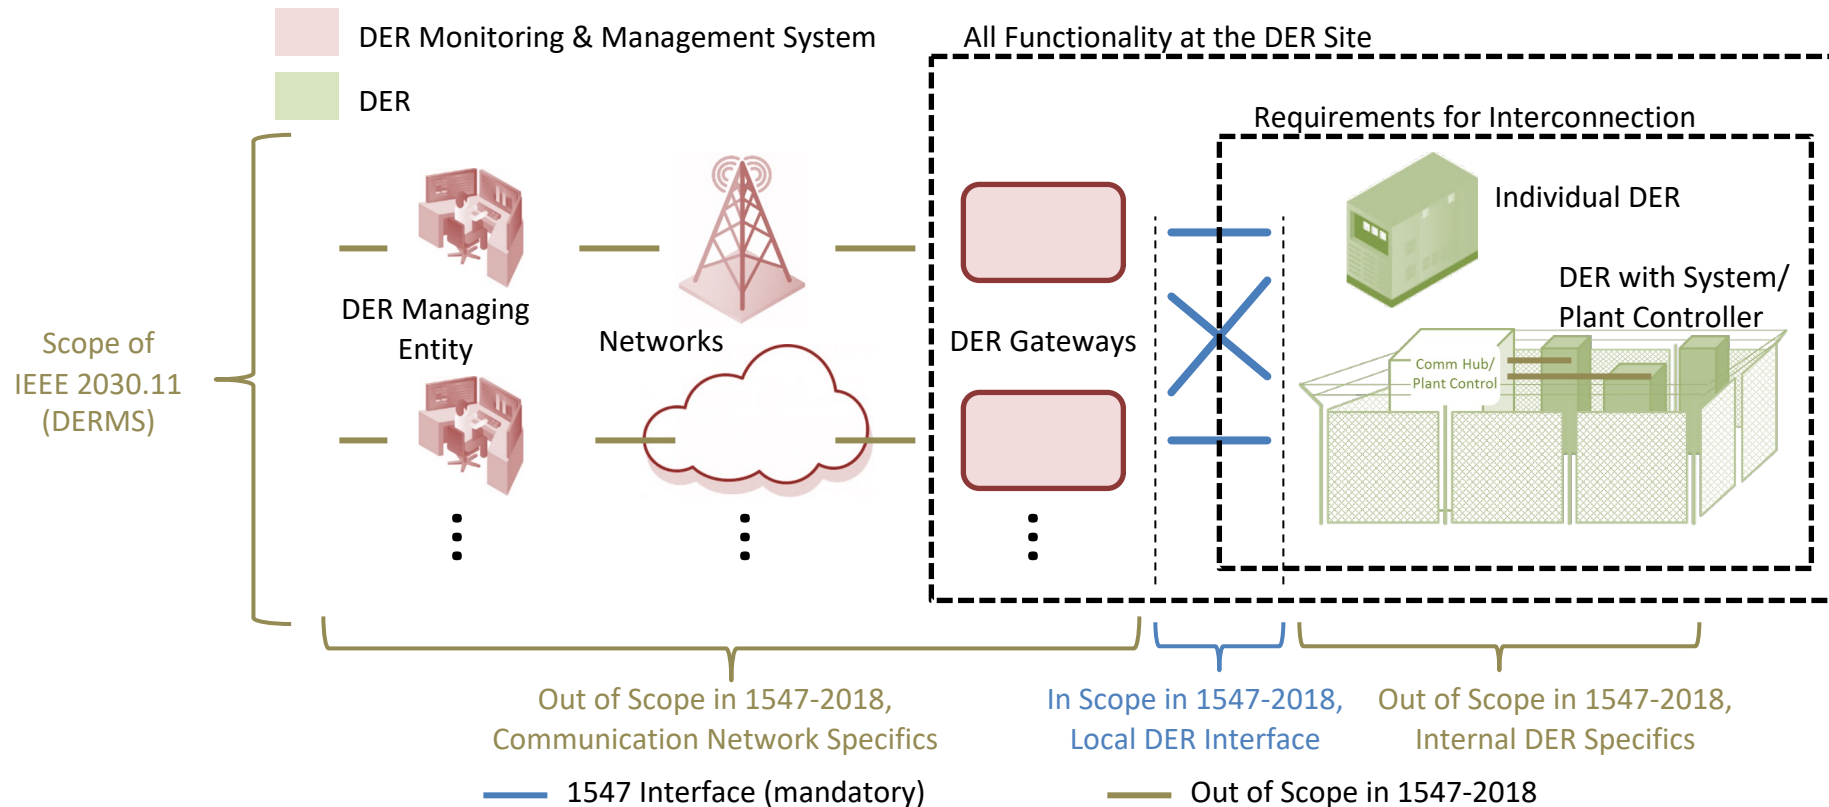 DER Monitoring & Management System
All Functionality at the DER Site
DER
Requirements for Interconnection
Individual DER
DER with System/
Plant Controller
DER Managing
Entity
Networks
DER Gateways
Scope of
IEEE 2030.11
(DERMS)
Comm Hub/
Plant Control
Out of Scope in 1547-2018,
Communication Network Specifics
In Scope in 1547-2018,
Local DER Interface
Out of Scope in 1547-2018,
Internal DER Specifics
1547 Interface (mandatory)
Out of Scope in 1547-2018